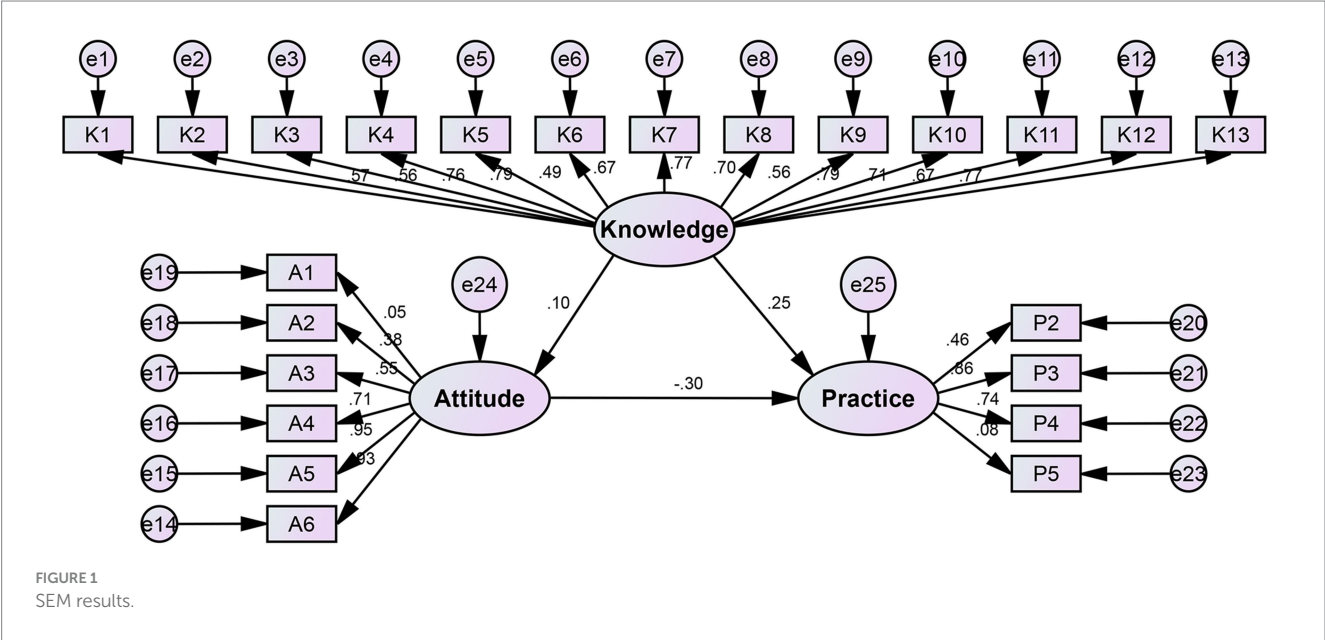 e1 e2 e3 e4 e5 e6 e7 e8 e9 e10 e11 e12 e13
K1 K2 K3 K4 K5 K6 K7 K8 K9 K10 K11 K12 K13
.57 .56 .76 .79 .49 .67 .77 .70 .56 .79 .71 .67 .77
Knowledge
e19 A1
e24
e25
.10
.25
.05
e18 A2
P2 e20
.38
.46
e17 A3
.55
.86
P3 e21
-.30
Attitude
Practice
.71
.74
e16 A4
P4 e22
.95
.08
.93
e15 A5
P5 e23
e14 A6
FIGURE 1
SEM results.